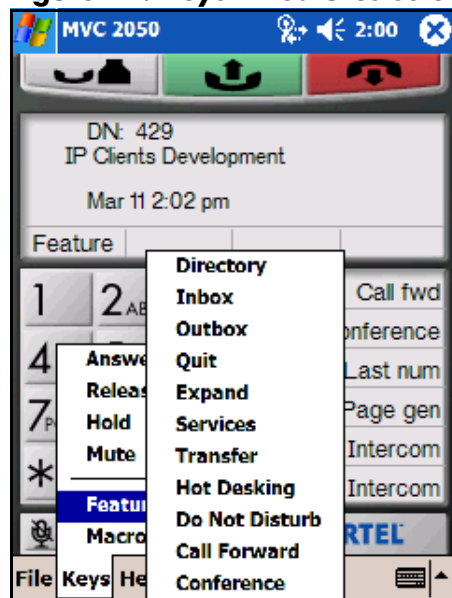 MVC 2050 2:00
DN: 429
IP Clients Development
Mar 11 2:02 pm
Feature
1 2
4
7
*
Call fwd
Last num
Page gen
Intercom
Intercom
Hold
Mute
Directory
Inbox
Outbox
Quit
Expand
Services
Transfer
Hot Desking
Do Not Disturb
Call Forward
Conference
File Keys